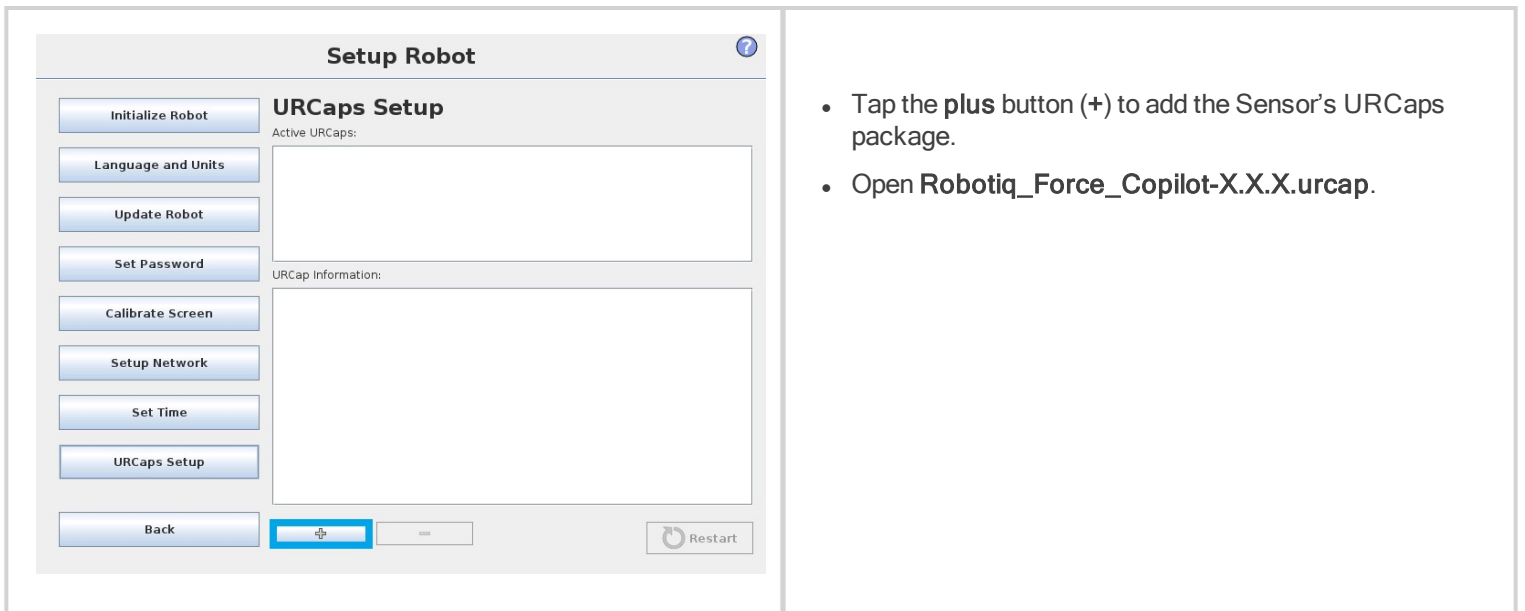 Setup Robot
?
Initialize Robot
Language and Units
Update Robot
Set Password
Calibrate Screen
Setup Network
Set Time
URCaps Setup
Back
URCaps Setup
Active URCaps:
URCap Information:
+
−
Restart
• Tap the plus button (+) to add the Sensor’s URCaps
package.
• Open Robotiq_Force_Copilot-X.X.X.urcap.